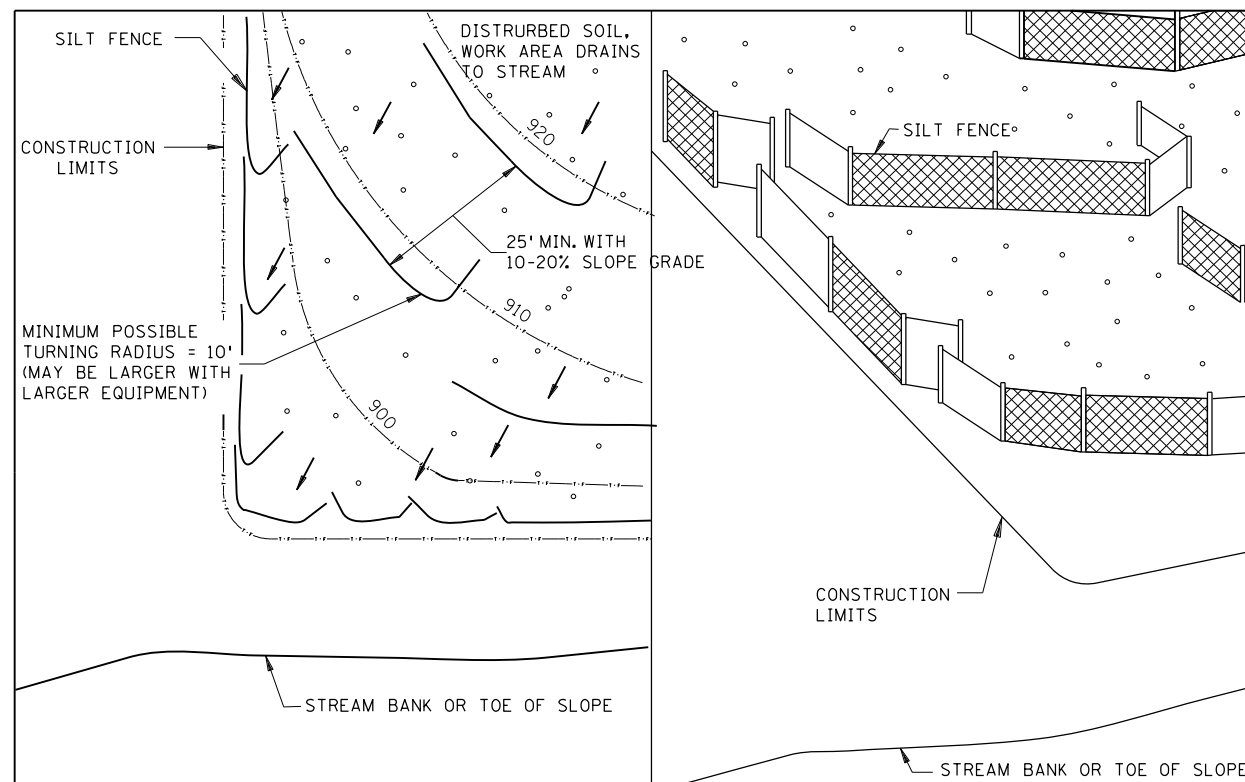 SILT FENCE
DISTRURBED SOIL,
WORK AREA DRAINS
TO STREAM
CONSTRUCTION
LIMITS
920
25' MIN. WITH
10-20% SLOPE GRADE
910
MINIMUM POSSIBLE
TURNING RADIUS = 10'
(MAY BE LARGER WITH
LARGER EQUIPMENT)
900
STREAM BANK OR TOE OF SLOPE
SILT FENCE
CONSTRUCTION
LIMITS
STREAM BANK OR TOE OF SLOPE